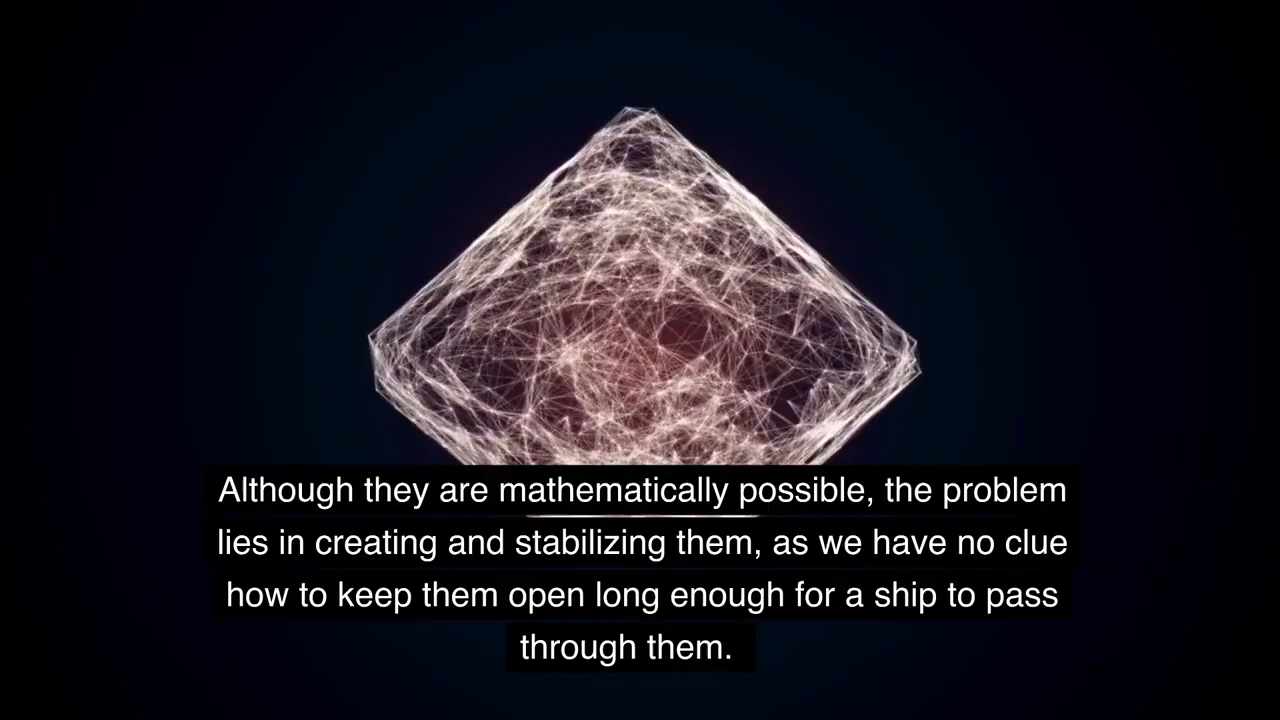 Although they are mathematically possible, the problem
lies in creating and stabilizing them, as we have no clue
how to keep them open long enough for a ship to pass
through them.